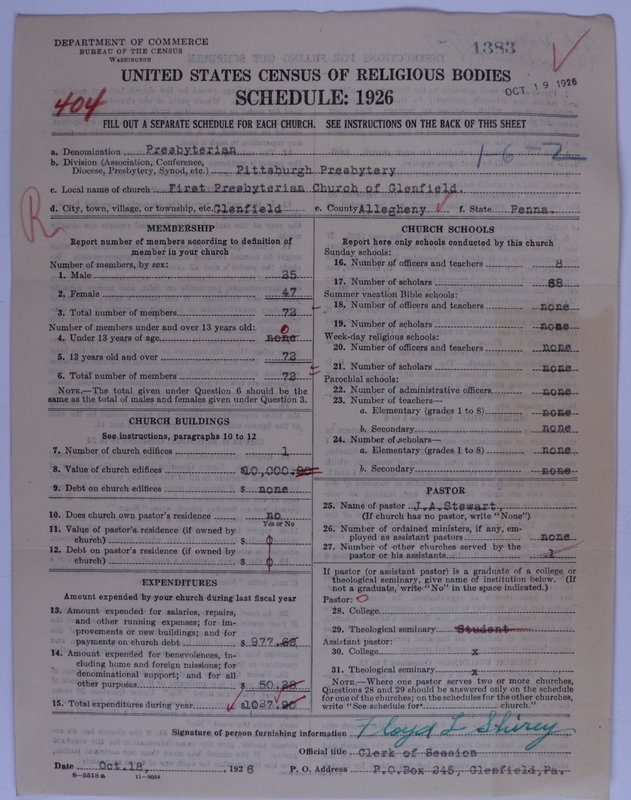 DEPARTMENT OF COMMERCE
BUREAU OF THE CENSUS
WASHINGTON
1383
OCT 19 1926
UNITED STATES CENSUS OF RELIGIOUS BODIES
SCHEDULE: 1926
404
FILL OUT A SEPARATE SCHEDULE FOR EACH CHURCH. SEE INSTRUCTIONS ON THE BACK OF THIS SHEET
a. Denomination Presbyterian
1-6-2
b. Division (Association, Conference,
Diocese, Presbytery, Synod, etc.) Pittsburgh Presbytery
c. Local name of church First Presbyterian Church of Glenfield.
d. City, town, village, or township, etc. Glenfield e. County Allegheny f. State Penna.
R
MEMBERSHIP
Report number of members according to definition of
member in your church
Number of members, by sex:
1. Male 25
2. Female 47
3. Total number of members 72
Number of members under and over 13 years old:
4. Under 13 years of age none 0
5. 13 years old and over 72
6. Total number of members 72
NOTE.—The total given under Question 6 should be the
same as the total of males and females given under Question 3.
CHURCH BUILDINGS
See instructions, paragraphs 10 to 12
7. Number of church edifices 1
8. Value of church edifices $10,000.00
9. Debt on church edifices $ none
10. Does church own pastor's residence no
Yes or No
11. Value of pastor's residence (if owned by
church) $ 0
12. Debt on pastor's residence (if owned by
church) $ 0
EXPENDITURES
Amount expended by your church during last fiscal year
13. Amount expended for salaries, repairs,
and other running expenses; for im-
provements or new buildings; and for
payments on church debt $ 977.
14. Amount expended for benevolences, in-
cluding home and foreign missions; for
denominational support; and for all
other purposes $ 50.
15. Total expenditures during year $1027.
CHURCH SCHOOLS
Report here only schools conducted by this church
Sunday schools:
16. Number of officers and teachers 8
17. Number of scholars 68
Summer vacation Bible schools:
18. Number of officers and teachers none
19. Number of scholars none
Week-day religious schools:
20. Number of officers and teachers none
21. Number of scholars none
Parochial schools:
22. Number of administrative officers none
23. Number of teachers—
a. Elementary (grades 1 to 8) none
b. Secondary none
24. Number of scholars—
a. Elementary (grades 1 to 8) none
b. Secondary none
PASTOR
25. Name of pastor J.A.Stewart,
(If church has no pastor, write "None")
26. Number of ordained ministers, if any, em-
ployed as assistant pastors none
27. Number of other churches served by the
pastor or his assistants 1
If pastor (or assistant pastor) is a graduate of a college or
theological seminary, give name of institution below. (If
not a graduate, write "No" in the space indicated.)
Pastor: O
28. College
29. Theological seminary Student
Assistant pastor:
30. College x
31. Theological seminary x
NOTE.—Where one pastor serves two or more churches,
Questions 28 and 29 should be answered only on the schedule
for one of the churches; on the schedules for the other churches,
write "See schedule for church."
Signature of person furnishing information Floyd L Shirey
Official title Clerk of Session
Date Oct.18, 1926 P. O. Address P.O.Box 245, Glenfield, Pa.
8-5518a 11-9054